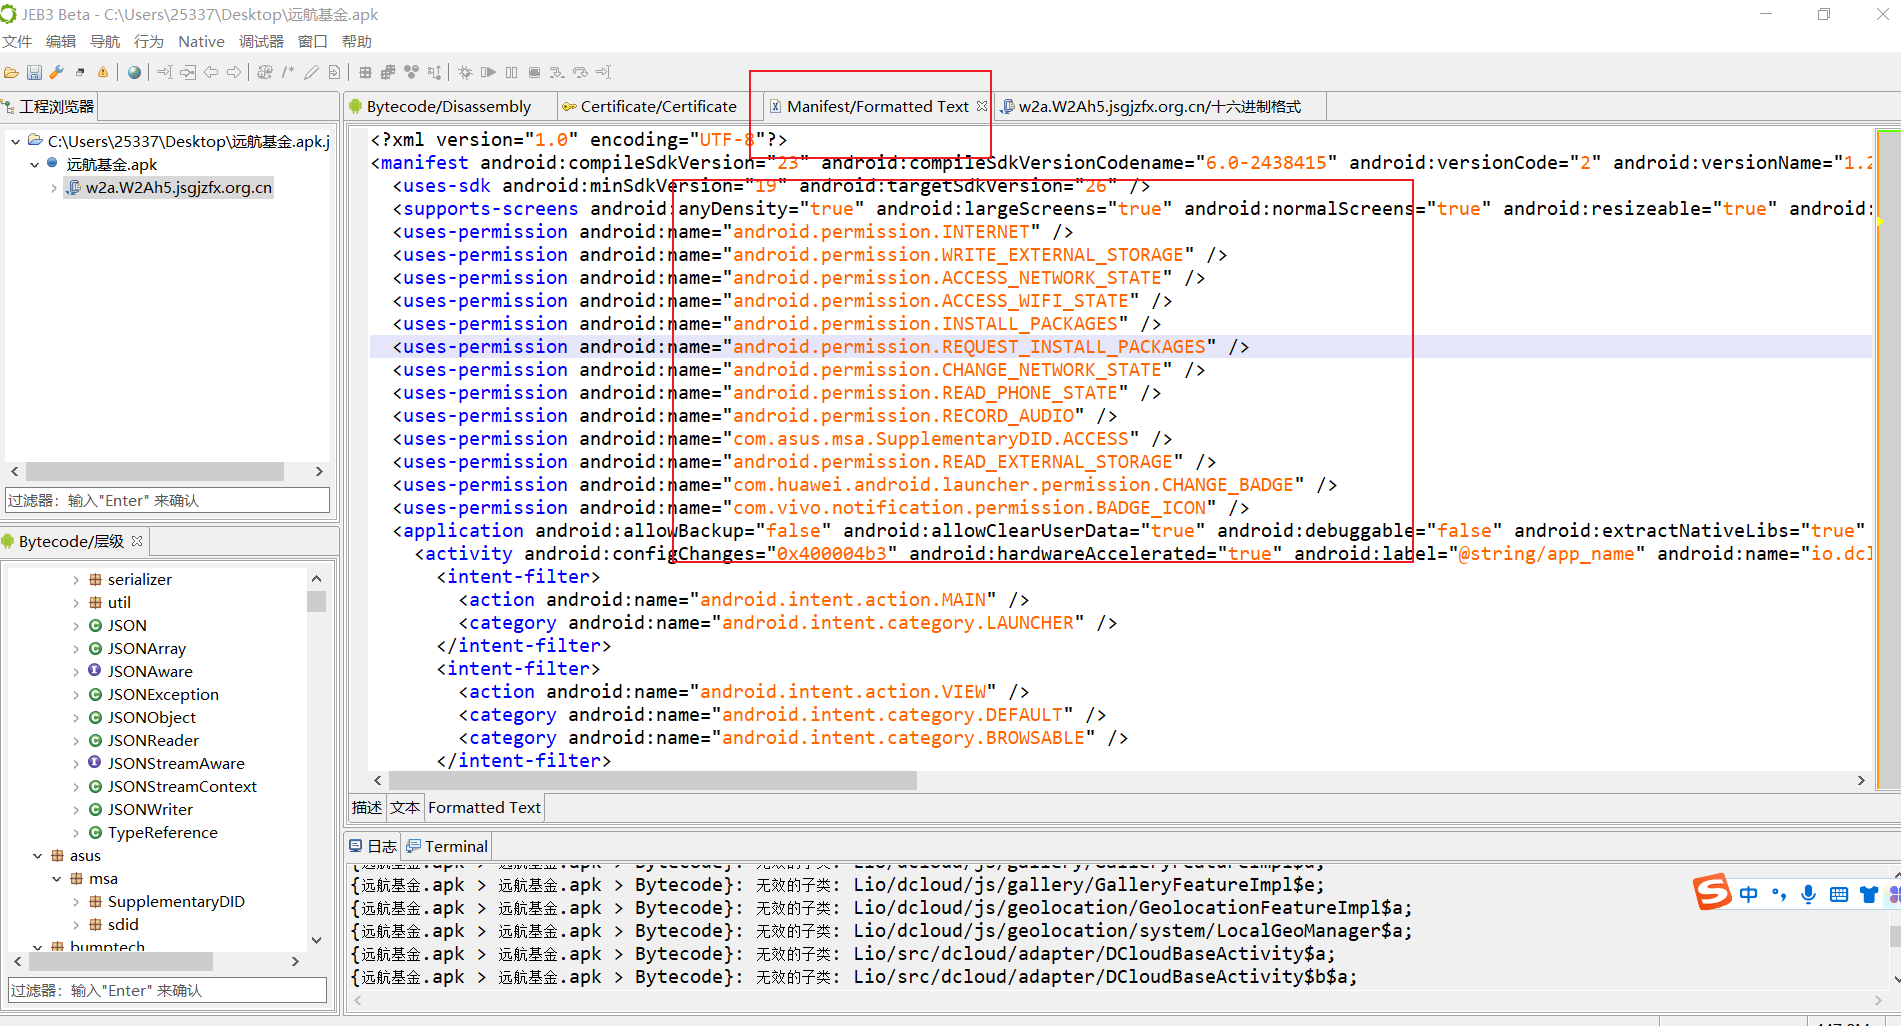 JEB3 Beta - C:\Users\25337\Desktop\远航基金.apk
文件 编辑 导航 行为 Native 调试器 窗口 帮助
工程浏览器
C:\Users\25337\Desktop\远航基金.apk.j
远航基金.apk
w2a.W2Ah5.jsgjzfx.org.cn
过滤器: 输入"Enter" 来确认
Bytecode/层级
serializer
util
JSON
JSONArray
JSONAware
JSONException
JSONObject
JSONReader
JSONStreamAware
JSONStreamContext
JSONWriter
TypeReference
asus
msa
SupplementaryDID
sdid
bumptech
过滤器: 输入"Enter" 来确认
Bytecode/Disassembly Certificate/Certificate Manifest/Formatted Text w2a.W2Ah5.jsgjzfx.org.cn/十六进制格式
<?xml version="1.0" encoding="UTF-8"?>
<manifest android:compileSdkVersion="23" android:compileSdkVersionCodename="6.0-2438415" android:versionCode="2" android:versionName="1.2
<uses-sdk android:minSdkVersion="19" android:targetSdkVersion="26" />
<supports-screens android:anyDensity="true" android:largeScreens="true" android:normalScreens="true" android:resizeable="true" android:
<uses-permission android:name="android.permission.INTERNET" />
<uses-permission android:name="android.permission.WRITE_EXTERNAL_STORAGE" />
<uses-permission android:name="android.permission.ACCESS_NETWORK_STATE" />
<uses-permission android:name="android.permission.ACCESS_WIFI_STATE" />
<uses-permission android:name="android.permission.INSTALL_PACKAGES" />
<uses-permission android:name="android.permission.REQUEST_INSTALL_PACKAGES" />
<uses-permission android:name="android.permission.CHANGE_NETWORK_STATE" />
<uses-permission android:name="android.permission.READ_PHONE_STATE" />
<uses-permission android:name="android.permission.RECORD_AUDIO" />
<uses-permission android:name="com.asus.msa.SupplementaryDID.ACCESS" />
<uses-permission android:name="android.permission.READ_EXTERNAL_STORAGE" />
<uses-permission android:name="com.huawei.android.launcher.permission.CHANGE_BADGE" />
<uses-permission android:name="com.vivo.notification.permission.BADGE_ICON" />
<application android:allowBackup="false" android:allowClearUserData="true" android:debuggable="false" android:extractNativeLibs="true"
<activity android:configChanges="0x400004b3" android:hardwareAccelerated="true" android:label="@string/app_name" android:name="io.dcl
<intent-filter>
<action android:name="android.intent.action.MAIN" />
<category android:name="android.intent.category.LAUNCHER" />
</intent-filter>
<intent-filter>
<action android:name="android.intent.action.VIEW" />
<category android:name="android.intent.category.DEFAULT" />
<category android:name="android.intent.category.BROWSABLE" />
</intent-filter>
描述 文本 Formatted Text
日志 Terminal
{远航基金.apk > 远航基金.apk > Bytecode}: 无效的子类: Lio/dcloud/js/gallery/GalleryFeatureImpl$d;
{远航基金.apk > 远航基金.apk > Bytecode}: 无效的子类: Lio/dcloud/js/gallery/GalleryFeatureImpl$e;
{远航基金.apk > 远航基金.apk > Bytecode}: 无效的子类: Lio/dcloud/js/geolocation/GeolocationFeatureImpl$a;
{远航基金.apk > 远航基金.apk > Bytecode}: 无效的子类: Lio/dcloud/js/geolocation/system/LocalGeoManager$a;
{远航基金.apk > 远航基金.apk > Bytecode}: 无效的子类: Lio/src/dcloud/adapter/DCloudBaseActivity$a;
{远航基金.apk > 远航基金.apk > Bytecode}: 无效的子类: Lio/src/dcloud/adapter/DCloudBaseActivity$b$a;
中